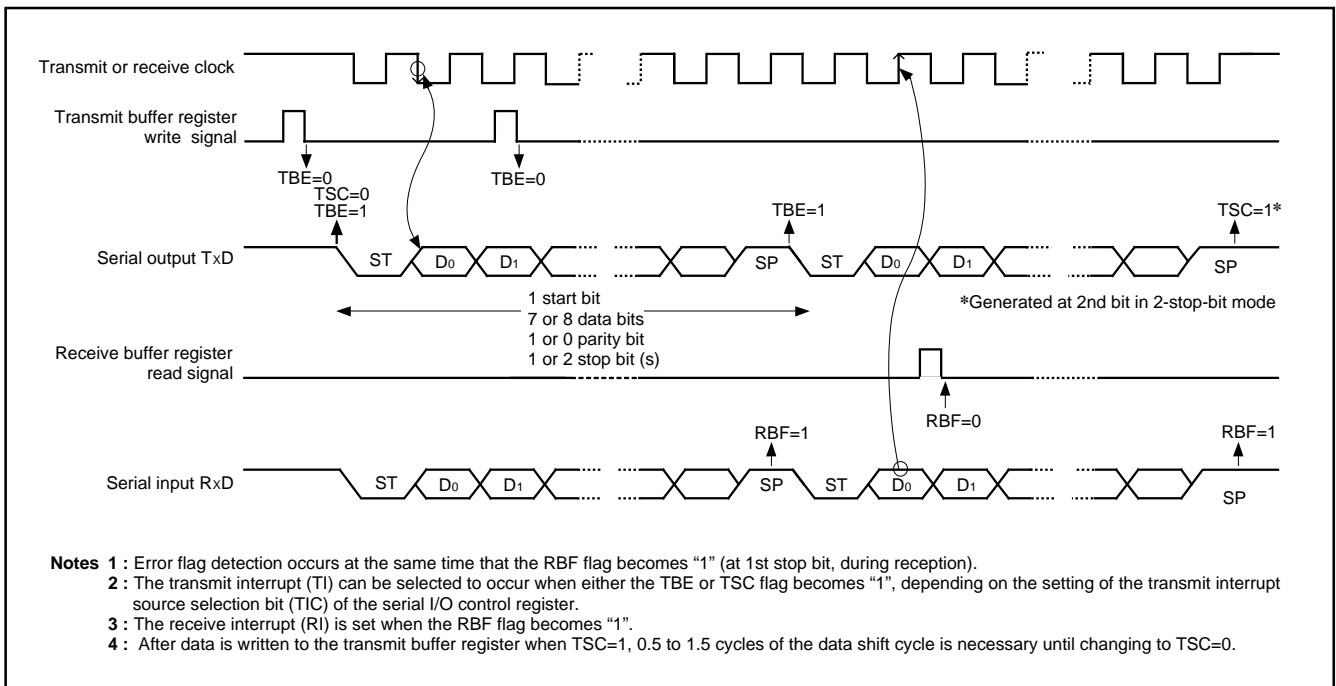 Transmit or receive clock
Transmit buffer register
write signal
TBE=0
TBE=0
TSC=0
TBE=1
TBE=1
TSC=1*
Serial output TxD
ST
D0
D1
SP
ST
D0
D1
SP
1 start bit
7 or 8 data bits
1 or 0 parity bit
1 or 2 stop bit (s)
*Generated at 2nd bit in 2-stop-bit mode
Receive buffer register
read signal
RBF=0
RBF=1
RBF=1
Serial input RxD
ST
D0
D1
SP
ST
D0
D1
SP
Notes 1 : Error flag detection occurs at the same time that the RBF flag becomes “1” (at 1st stop bit, during reception).
2 : The transmit interrupt (TI) can be selected to occur when either the TBE or TSC flag becomes “1”, depending on the setting of the transmit interrupt
source selection bit (TIC) of the serial I/O control register.
3 : The receive interrupt (RI) is set when the RBF flag becomes “1”.
4 : After data is written to the transmit buffer register when TSC=1, 0.5 to 1.5 cycles of the data shift cycle is necessary until changing to TSC=0.